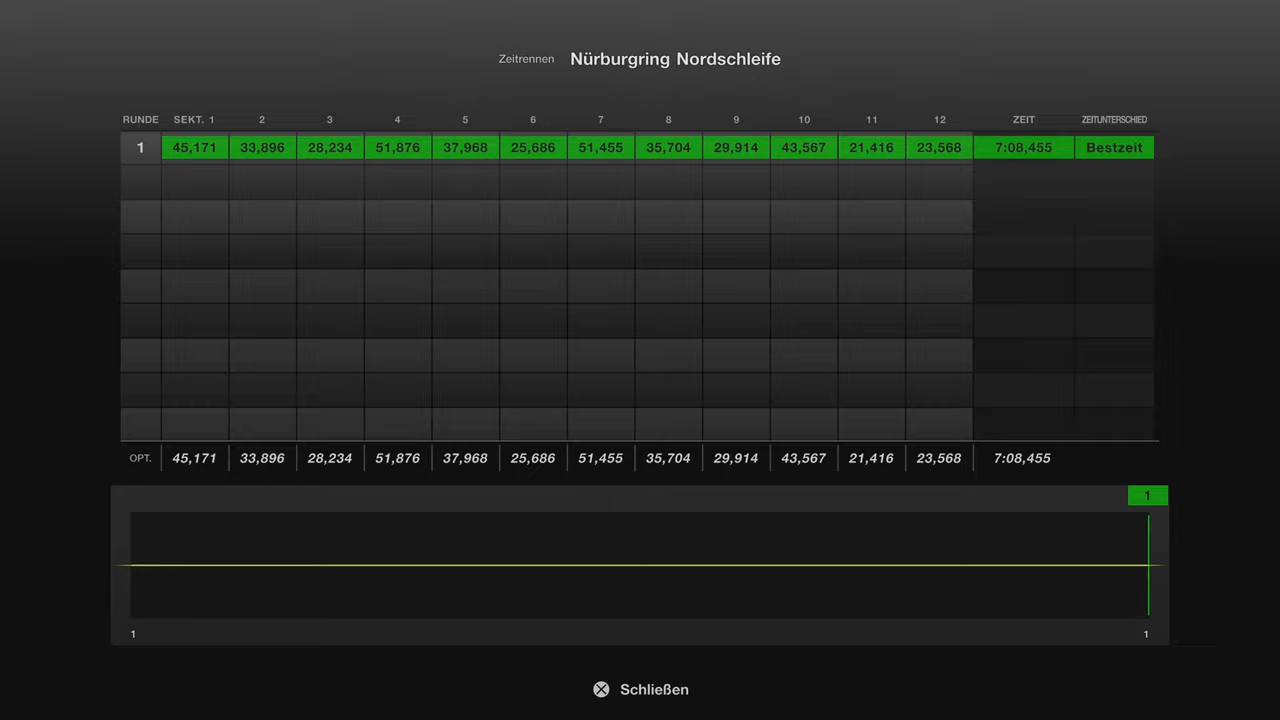 Zeitrennen Nürburgring Nordschleife
RUNDE SEKT. 1 2 3 4 5 6 7 8 9 10 11 12 ZEIT ZEITUNTERSCHIED
1 45,171 33,896 28,234 51,876 37,968 25,686 51,455 35,704 29,914 43,567 21,416 23,568 7:08,455 Bestzeit
OPT. 45,171 33,896 28,234 51,876 37,968 25,686 51,455 35,704 29,914 43,567 21,416 23,568 7:08,455
1
1 1
Schließen